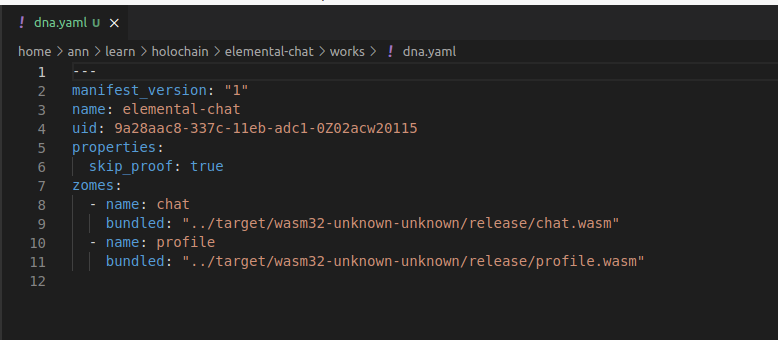 ! dna.yaml U ×
home > ann > learn > holochain > elemental-chat > works > ! dna.yaml
1 ---
2 manifest_version: "1"
3 name: elemental-chat
4 uid: 9a28aac8-337c-11eb-adc1-0Z02acw20115
5 properties:
6   skip_proof: true
7 zomes:
8   - name: chat
9     bundled: "../target/wasm32-unknown-unknown/release/chat.wasm"
10   - name: profile
11     bundled: "../target/wasm32-unknown-unknown/release/profile.wasm"
12